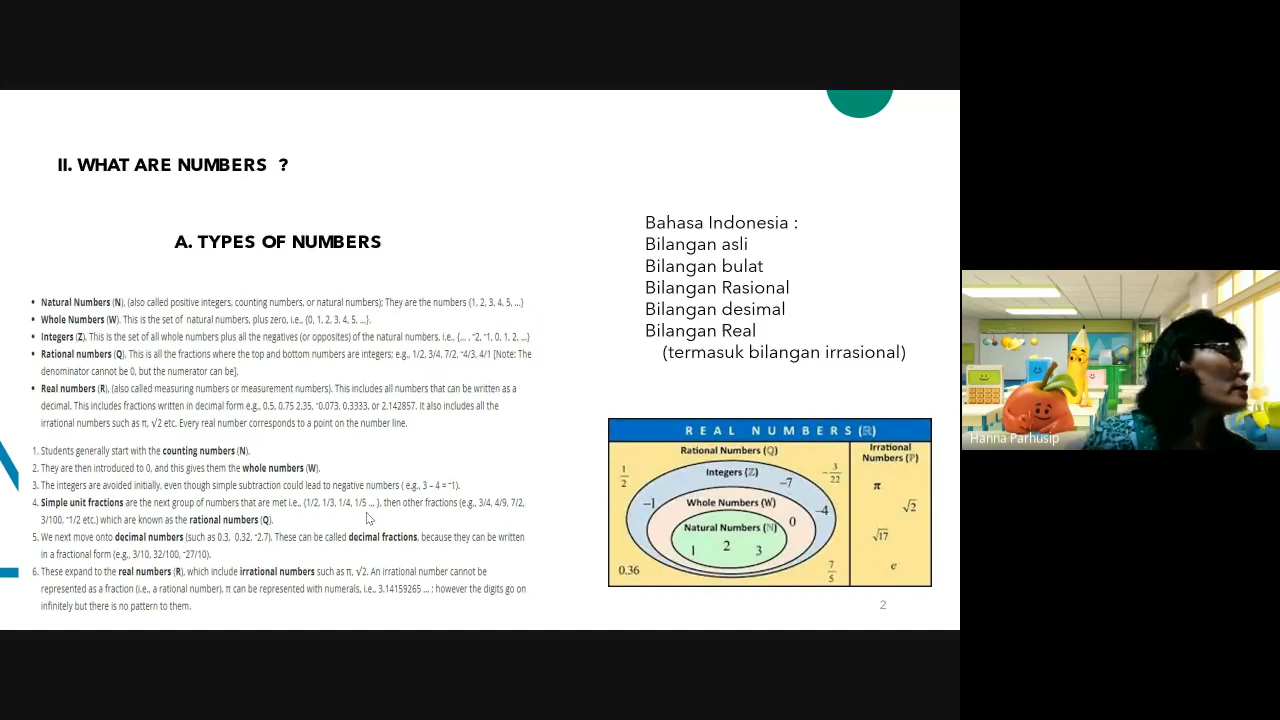 II. WHAT ARE NUMBERS ?
A. TYPES OF NUMBERS
• Natural Numbers (N), (also called positive integers, counting numbers, or natural numbers); They are the numbers {1, 2, 3, 4, 5, …}
• Whole Numbers (W). This is the set of natural numbers, plus zero, i.e., {0, 1, 2, 3, 4, 5, …}.
• Integers (Z). This is the set of all whole numbers plus all the negatives (or opposites) of the natural numbers, i.e., {… , ⁻2, ⁻1, 0, 1, 2, …}
• Rational numbers (Q). This is all the fractions where the top and bottom numbers are integers; e.g., 1/2, 3/4, 7/2, ⁻4/3, 4/1 [Note: The
denominator cannot be 0, but the numerator can be].
• Real numbers (R), (also called measuring numbers or measurement numbers). This includes all numbers that can be written as a
decimal. This includes fractions written in decimal form e.g., 0.5, 0.75 2.35, ⁻0.073, 0.3333, or 2.142857. It also includes all the
irrational numbers such as π, √2 etc. Every real number corresponds to a point on the number line.
1. Students generally start with the counting numbers (N).
2. They are then introduced to 0, and this gives them the whole numbers (W).
3. The integers are avoided initially, even though simple subtraction could lead to negative numbers ( e.g., 3 – 4 = ⁻1).
4. Simple unit fractions are the next group of numbers that are met i.e., (1/2, 1/3, 1/4, 1/5 … ), then other fractions (e.g., 3/4, 4/9, 7/2,
3/100, ⁻1/2 etc.) which are known as the rational numbers (Q).
5. We next move onto decimal numbers (such as 0.3, 0.32, ⁻2.7). These can be called decimal fractions, because they can be written
in a fractional form (e.g., 3/10, 32/100, ⁻27/10).
6. These expand to the real numbers (R), which include irrational numbers such as π, √2. An irrational number cannot be
represented as a fraction (i.e., a rational number). π can be represented with numerals, i.e., 3.14159265 … ; however the digits go on
infinitely but there is no pattern to them.
Bahasa Indonesia :
Bilangan asli
Bilangan bulat
Bilangan Rasional
Bilangan desimal
Bilangan Real
(termasuk bilangan irrasional)
REAL NUMBERS (ℝ)
Rational Numbers (ℚ)
Integers (ℤ)
Whole Numbers (𝕎)
Natural Numbers (ℕ)
1 2 3
0
-1
-7
-4
1/2
-3/22
0.36
7/5
Irrational
Numbers (ℙ)
π
√2
√17
e
2
Hanna Parhusip